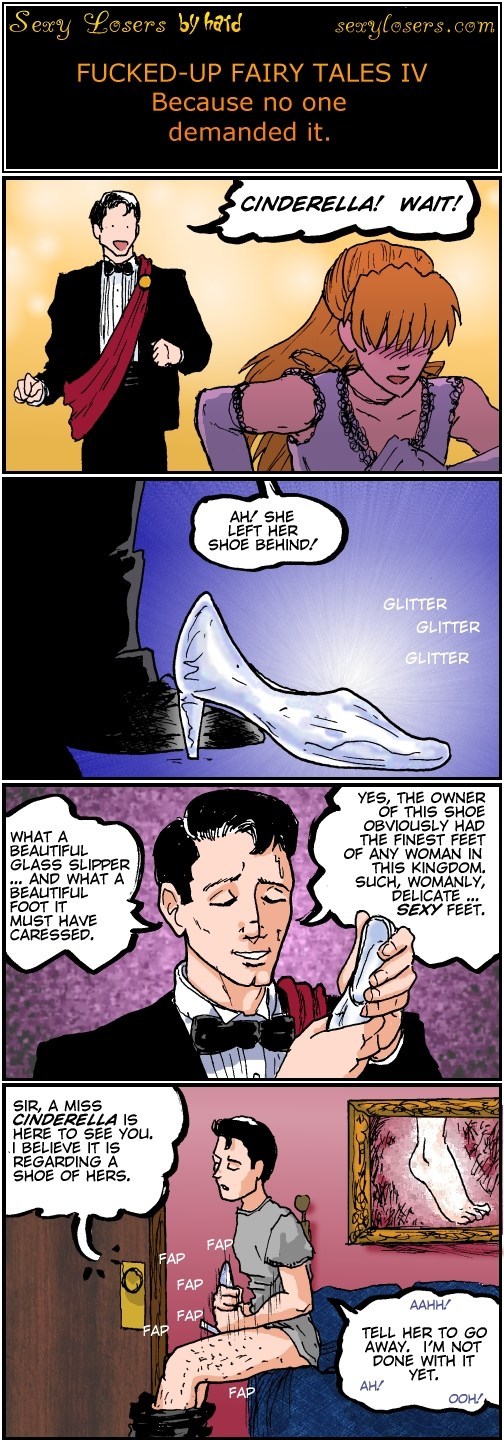 Sexy Losers by hard
sexylosers.com
FUCKED-UP FAIRY TALES IV
Because no one
demanded it.
CINDERELLA! WAIT!
AH! SHE
LEFT HER
SHOE BEHIND!
GLITTER
GLITTER
GLITTER
WHAT A
BEAUTIFUL
GLASS SLIPPER
... AND WHAT A
BEAUTIFUL
FOOT IT
MUST HAVE
CARESSED.
YES, THE OWNER
OF THIS SHOE
OBVIOUSLY HAD
THE FINEST FEET
OF ANY WOMAN IN
THIS KINGDOM.
SUCH, WOMANLY,
DELICATE ...
SEXY FEET.
SIR, A MISS
CINDERELLA IS
HERE TO SEE YOU.
I BELIEVE IT IS
REGARDING A
SHOE OF HERS.
FAP
FAP
FAP
FAP
FAP
FAP
AAHH!
TELL HER TO GO
AWAY. I'M NOT
DONE WITH IT
YET.
AH!
OOH!